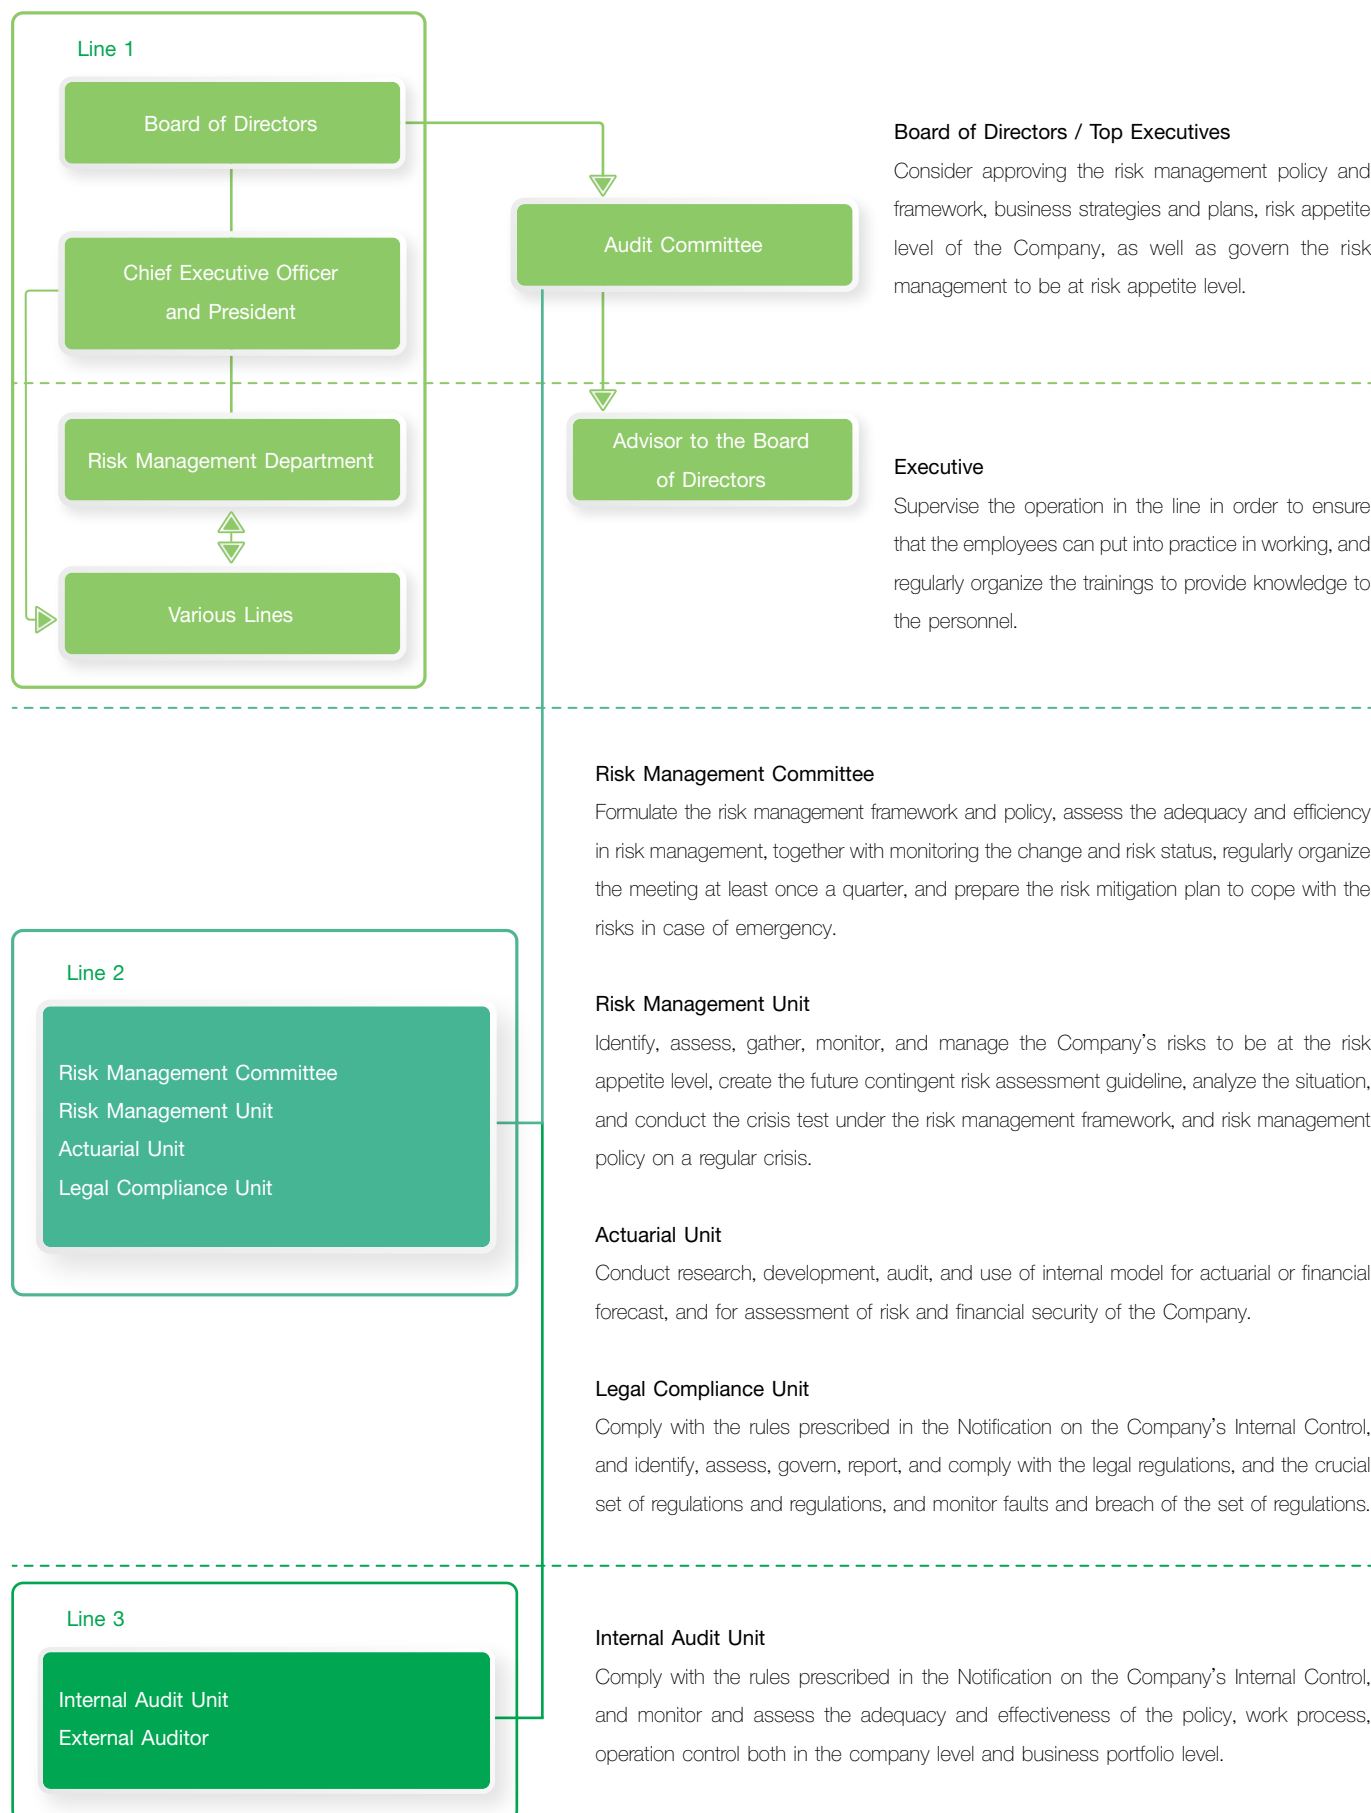 Line 1
Board of Directors
Chief Executive Officer
and President
Risk Management Department
Various Lines
Audit Committee
Advisor to the Board
of Directors
Board of Directors / Top Executives
Consider approving the risk management policy and
framework, business strategies and plans, risk appetite
level of the Company, as well as govern the risk
management to be at risk appetite level.
Executive
Supervise the operation in the line in order to ensure
that the employees can put into practice in working, and
regularly organize the trainings to provide knowledge to
the personnel.
Line 2
Risk Management Committee
Risk Management Unit
Actuarial Unit
Legal Compliance Unit
Risk Management Committee
Formulate the risk management framework and policy, assess the adequacy and efficiency
in risk management, together with monitoring the change and risk status, regularly organize
the meeting at least once a quarter, and prepare the risk mitigation plan to cope with the
risks in case of emergency.
Risk Management Unit
Identify, assess, gather, monitor, and manage the Company's risks to be at the risk
appetite level, create the future contingent risk assessment guideline, analyze the situation,
and conduct the crisis test under the risk management framework, and risk management
policy on a regular crisis.
Actuarial Unit
Conduct research, development, audit, and use of internal model for actuarial or financial
forecast, and for assessment of risk and financial security of the Company.
Legal Compliance Unit
Comply with the rules prescribed in the Notification on the Company's Internal Control,
and identify, assess, govern, report, and comply with the legal regulations, and the crucial
set of regulations and regulations, and monitor faults and breach of the set of regulations.
Line 3
Internal Audit Unit
External Auditor
Internal Audit Unit
Comply with the rules prescribed in the Notification on the Company's Internal Control,
and monitor and assess the adequacy and effectiveness of the policy, work process,
operation control both in the company level and business portfolio level.